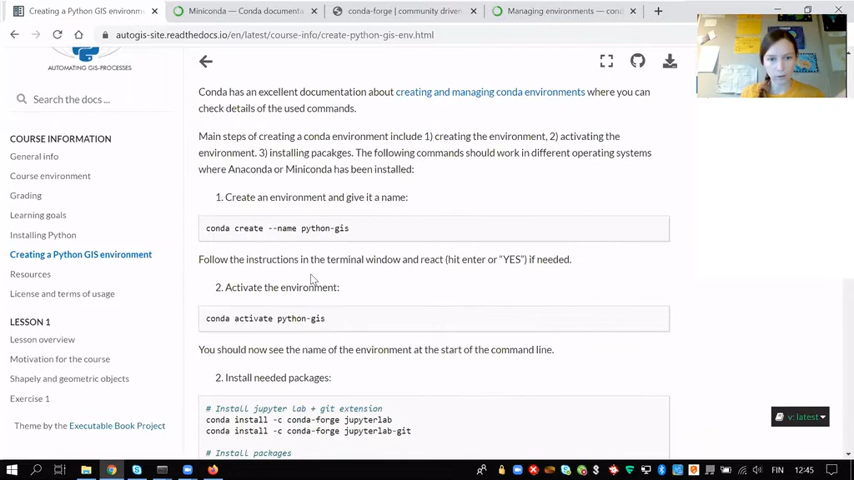 Creating a Python GIS environment
Miniconda — Conda documenta
conda-forge | community driven
Managing environments — conda
autogis-site.readthedocs.io/en/latest/course-info/create-python-gis-env.html
AUTOMATING GIS-PROCESSES
Search the docs ...
COURSE INFORMATION
General info
Course environment
Grading
Learning goals
Installing Python
Creating a Python GIS environment
Resources
License and terms of usage
LESSON 1
Lesson overview
Motivation for the course
Shapely and geometric objects
Exercise 1
Theme by the Executable Book Project
Conda has an excellent documentation about creating and managing conda environments where you can
check details of the used commands.
Main steps of creating a conda environment include 1) creating the environment, 2) activating the
environment. 3) installing pacakges. The following commands should work in different operating systems
where Anaconda or Miniconda has been installed:
1. Create an environment and give it a name:
conda create --name python-gis
Follow the instructions in the terminal window and react (hit enter or “YES”) if needed.
2. Activate the environment:
conda activate python-gis
You should now see the name of the environment at the start of the command line.
2. Install needed packages:
# Install jupyter lab + git extension
conda install -c conda-forge jupyterlab
conda install -c conda-forge jupyterlab-git
# Install packages
v: latest
FIN
12:45